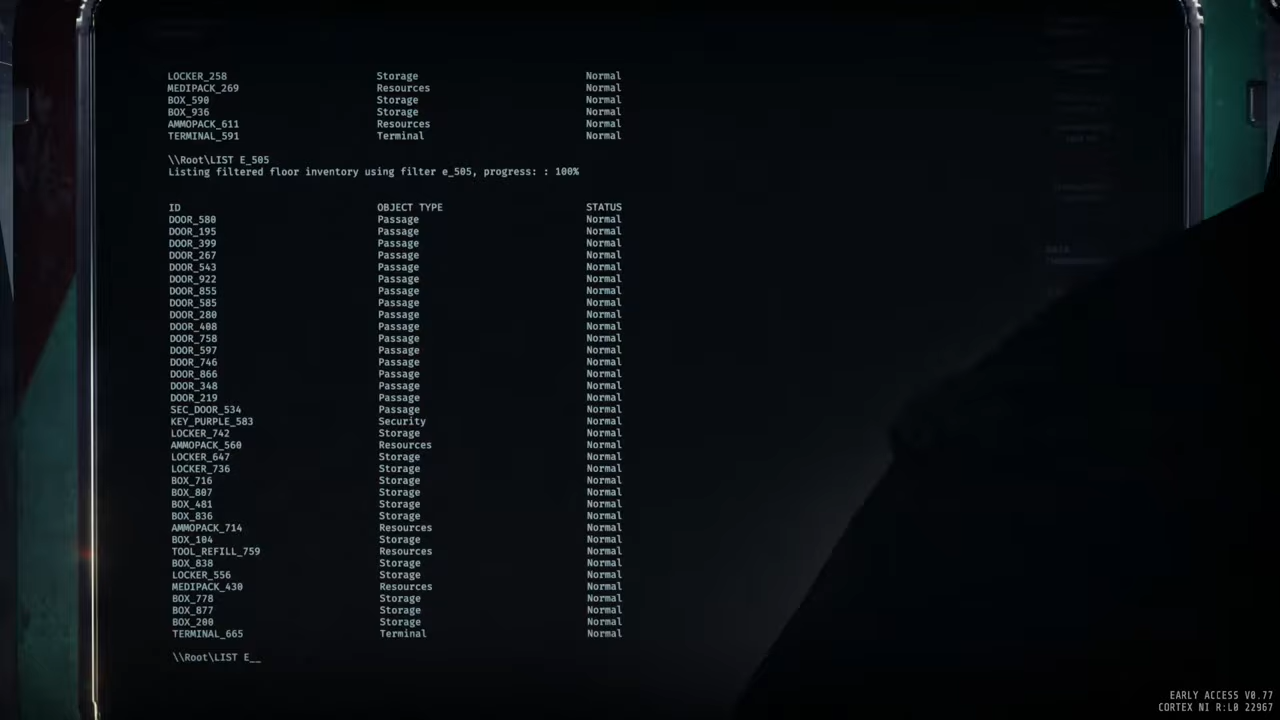 LOCKER_258 Storage Normal
MEDIPACK_269 Resources Normal
BOX_590 Storage Normal
BOX_936 Storage Normal
AMMOPACK_611 Resources Normal
TERMINAL_591 Terminal Normal
\\Root\LIST E_505
Listing filtered floor inventory using filter e_505, progress: : 100%
ID OBJECT TYPE STATUS
DOOR_580 Passage Normal
DOOR_195 Passage Normal
DOOR_399 Passage Normal
DOOR_267 Passage Normal
DOOR_543 Passage Normal
DOOR_922 Passage Normal
DOOR_855 Passage Normal
DOOR_585 Passage Normal
DOOR_280 Passage Normal
DOOR_408 Passage Normal
DOOR_758 Passage Normal
DOOR_597 Passage Normal
DOOR_746 Passage Normal
DOOR_866 Passage Normal
DOOR_348 Passage Normal
DOOR_219 Passage Normal
SEC_DOOR_534 Passage Normal
KEY_PURPLE_583 Security Normal
LOCKER_742 Storage Normal
AMMOPACK_560 Resources Normal
LOCKER_647 Storage Normal
LOCKER_736 Storage Normal
BOX_716 Storage Normal
BOX_807 Storage Normal
BOX_481 Storage Normal
BOX_836 Storage Normal
AMMOPACK_714 Resources Normal
BOX_104 Storage Normal
TOOL_REFILL_759 Resources Normal
BOX_838 Storage Normal
LOCKER_556 Storage Normal
MEDIPACK_430 Resources Normal
BOX_778 Storage Normal
BOX_877 Storage Normal
BOX_200 Storage Normal
TERMINAL_665 Terminal Normal
\\Root\LIST E__
EARLY ACCESS V0.77
CORTEX NI R:L0 22967